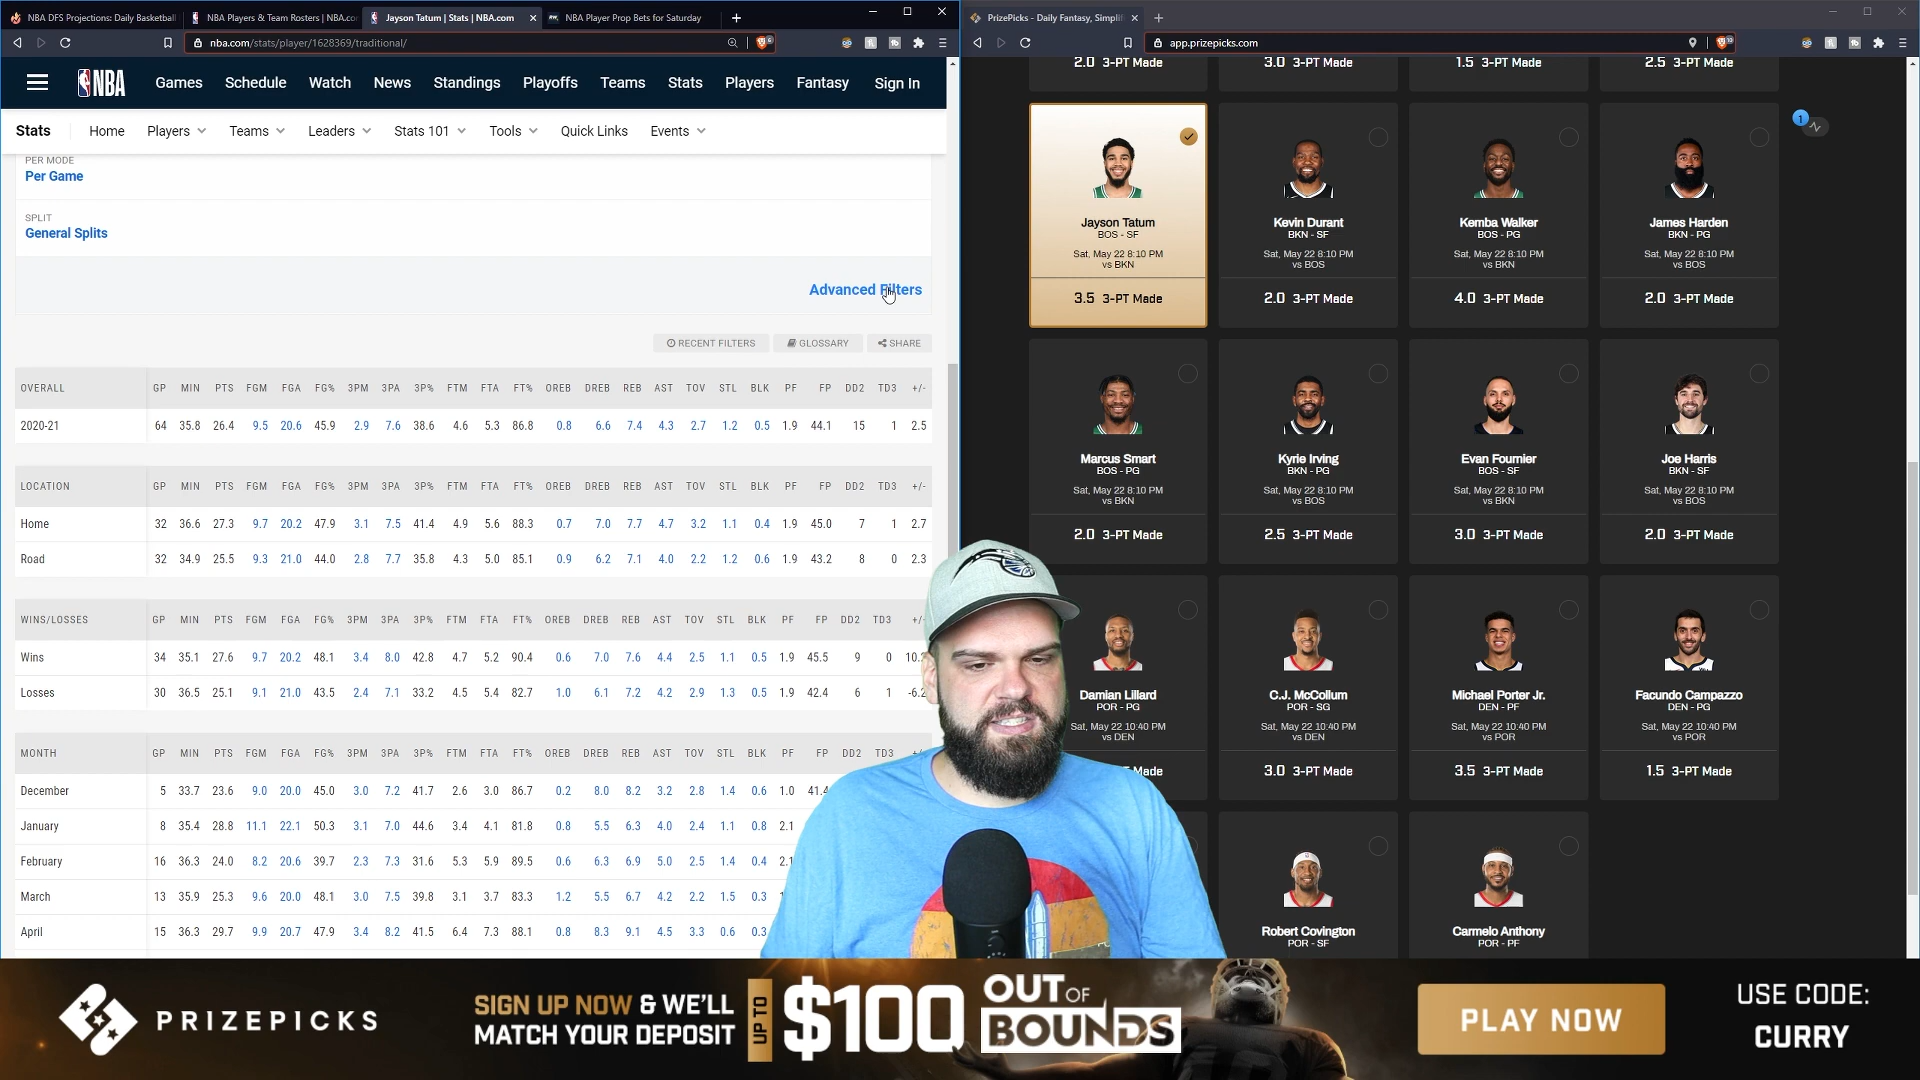 NBA DFS Projections: Daily Basketball
NBA Players & Team Rosters | NBA.co
Jayson Tatum | Stats | NBA.com
NBA Player Prop Bets for Saturday
nba.com/stats/player/1628369/traditional/
NBA Games Schedule Watch News Standings Playoffs Teams Stats Players Fantasy Sign In
Stats Home Players Teams Leaders Stats 101 Tools Quick Links Events
PER MODE
Per Game
SPLIT
General Splits
Advanced Filters
RECENT FILTERS GLOSSARY SHARE
OVERALL GP MIN PTS FGM FGA FG% 3PM 3PA 3P% FTM FTA FT% OREB DREB REB AST TOV STL BLK PF FP DD2 TD3 +/-
2020-21 64 35.8 26.4 9.5 20.6 45.9 2.9 7.6 38.6 4.6 5.3 86.8 0.8 6.6 7.4 4.3 2.7 1.2 0.5 1.9 44.1 15 1 2.5
LOCATION GP MIN PTS FGM FGA FG% 3PM 3PA 3P% FTM FTA FT% OREB DREB REB AST TOV STL BLK PF FP DD2 TD3 +/-
Home 32 36.6 27.3 9.7 20.2 47.9 3.1 7.5 41.4 4.9 5.6 88.3 0.7 7.0 7.7 4.7 3.2 1.1 0.4 1.9 45.0 7 1 2.7
Road 32 34.9 25.5 9.3 21.0 44.0 2.8 7.7 35.8 4.3 5.0 85.1 0.9 6.2 7.1 4.0 2.2 1.2 0.6 1.9 43.2 8 0 2.3
WINS/LOSSES GP MIN PTS FGM FGA FG% 3PM 3PA 3P% FTM FTA FT% OREB DREB REB AST TOV STL BLK PF FP DD2 TD3 +/-
Wins 34 35.1 27.6 9.7 20.2 48.1 3.4 8.0 42.8 4.7 5.2 90.4 0.6 7.0 7.6 4.4 2.5 1.1 0.5 1.9 45.5 9 0 10.
Losses 30 36.5 25.1 9.1 21.0 43.5 2.4 7.1 33.2 4.5 5.4 82.7 1.0 6.1 7.2 4.2 2.9 1.3 0.5 1.9 42.4 6 1 -6.2
MONTH GP MIN PTS FGM FGA FG% 3PM 3PA 3P% FTM FTA FT% OREB DREB REB AST TOV STL BLK PF FP DD2 TD3 +/-
December 5 33.7 23.6 9.0 20.0 45.0 3.0 7.2 41.7 2.6 3.0 86.7 0.2 8.0 8.2 3.2 2.8 1.4 0.6 1.0 41.4
January 8 35.4 28.8 11.1 22.1 50.3 3.1 7.0 44.6 3.4 4.1 81.8 0.8 5.5 6.3 4.0 2.4 1.1 0.8 2.1
February 16 36.3 24.0 8.2 20.6 39.7 2.3 7.3 31.6 5.3 5.9 89.5 0.6 6.3 6.9 5.0 2.5 1.4 0.4 2.1
March 13 35.9 25.3 9.6 20.0 48.1 3.0 7.5 39.8 3.1 3.7 83.3 1.2 5.5 6.7 4.2 2.2 1.5 0.3
April 15 36.3 29.7 9.9 20.7 47.9 3.4 8.2 41.5 6.4 7.3 88.1 0.8 8.3 9.1 4.5 3.3 0.6 0.3
PrizePicks - Daily Fantasy, Simplif
app.prizepicks.com
2.0 3-PT Made 3.0 3-PT Made 1.5 3-PT Made 2.5 3-PT Made
1
Jayson Tatum Kevin Durant Kemba Walker James Harden
BOS - SF BKN - SF BOS - PG BKN - PG
Sat, May 22 8:10 PM Sat, May 22 8:10 PM Sat, May 22 8:10 PM Sat, May 22 8:10 PM
vs BKN vs BOS vs BKN vs BOS
3.5 3-PT Made 2.0 3-PT Made 4.0 3-PT Made 2.0 3-PT Made
Marcus Smart Kyrie Irving Evan Fournier Joe Harris
BOS - PG BKN - PG BOS - SF BKN - SF
Sat, May 22 8:10 PM Sat, May 22 8:10 PM Sat, May 22 8:10 PM Sat, May 22 8:10 PM
vs BKN vs BOS vs BKN vs BOS
2.0 3-PT Made 2.5 3-PT Made 3.0 3-PT Made 2.0 3-PT Made
Damian Lillard C.J. McCollum Michael Porter Jr. Facundo Campazzo
POR - PG POR - SG DEN - PF DEN - PG
Sat, May 22 10:40 PM Sat, May 22 10:40 PM Sat, May 22 10:40 PM Sat, May 22 10:40 PM
vs DEN vs DEN vs POR vs POR
Made 3.0 3-PT Made 3.5 3-PT Made 1.5 3-PT Made
Robert Covington Carmelo Anthony
POR - SF POR - PF
PRIZEPICKS
SIGN UP NOW & WE'LL
MATCH YOUR DEPOSIT
UP TO
$100
OUT OF
BOUNDS
PLAY NOW
USE CODE:
CURRY